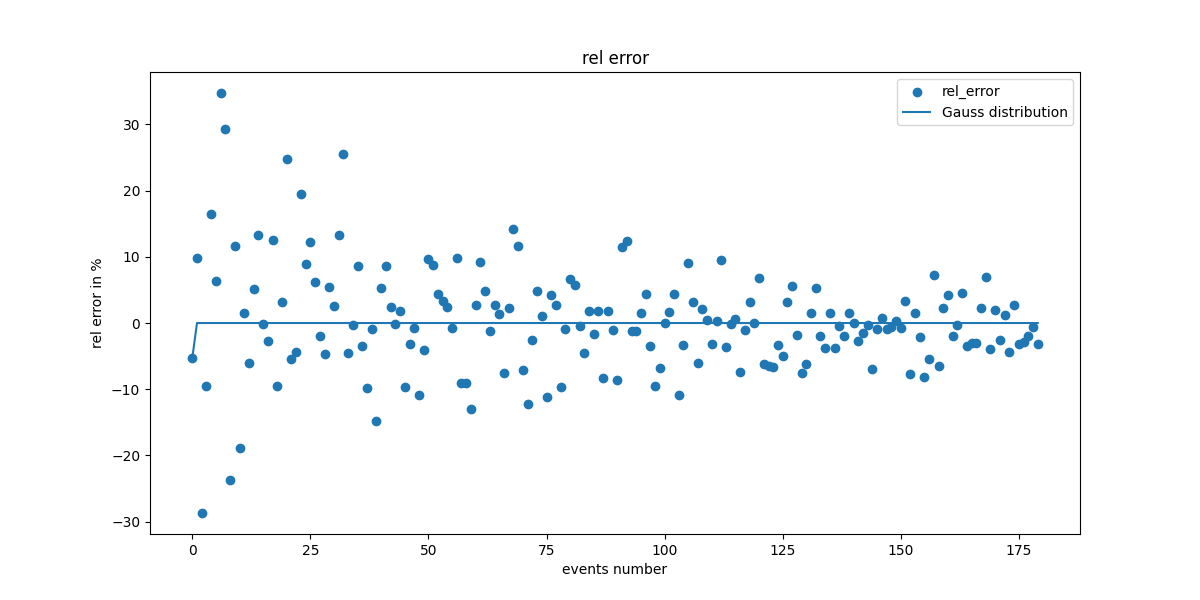 rel error
rel_error
Gauss distribution
rel error in %
30
20
10
0
−10
−20
−30
0 25 50 75 100 125 150 175
events number